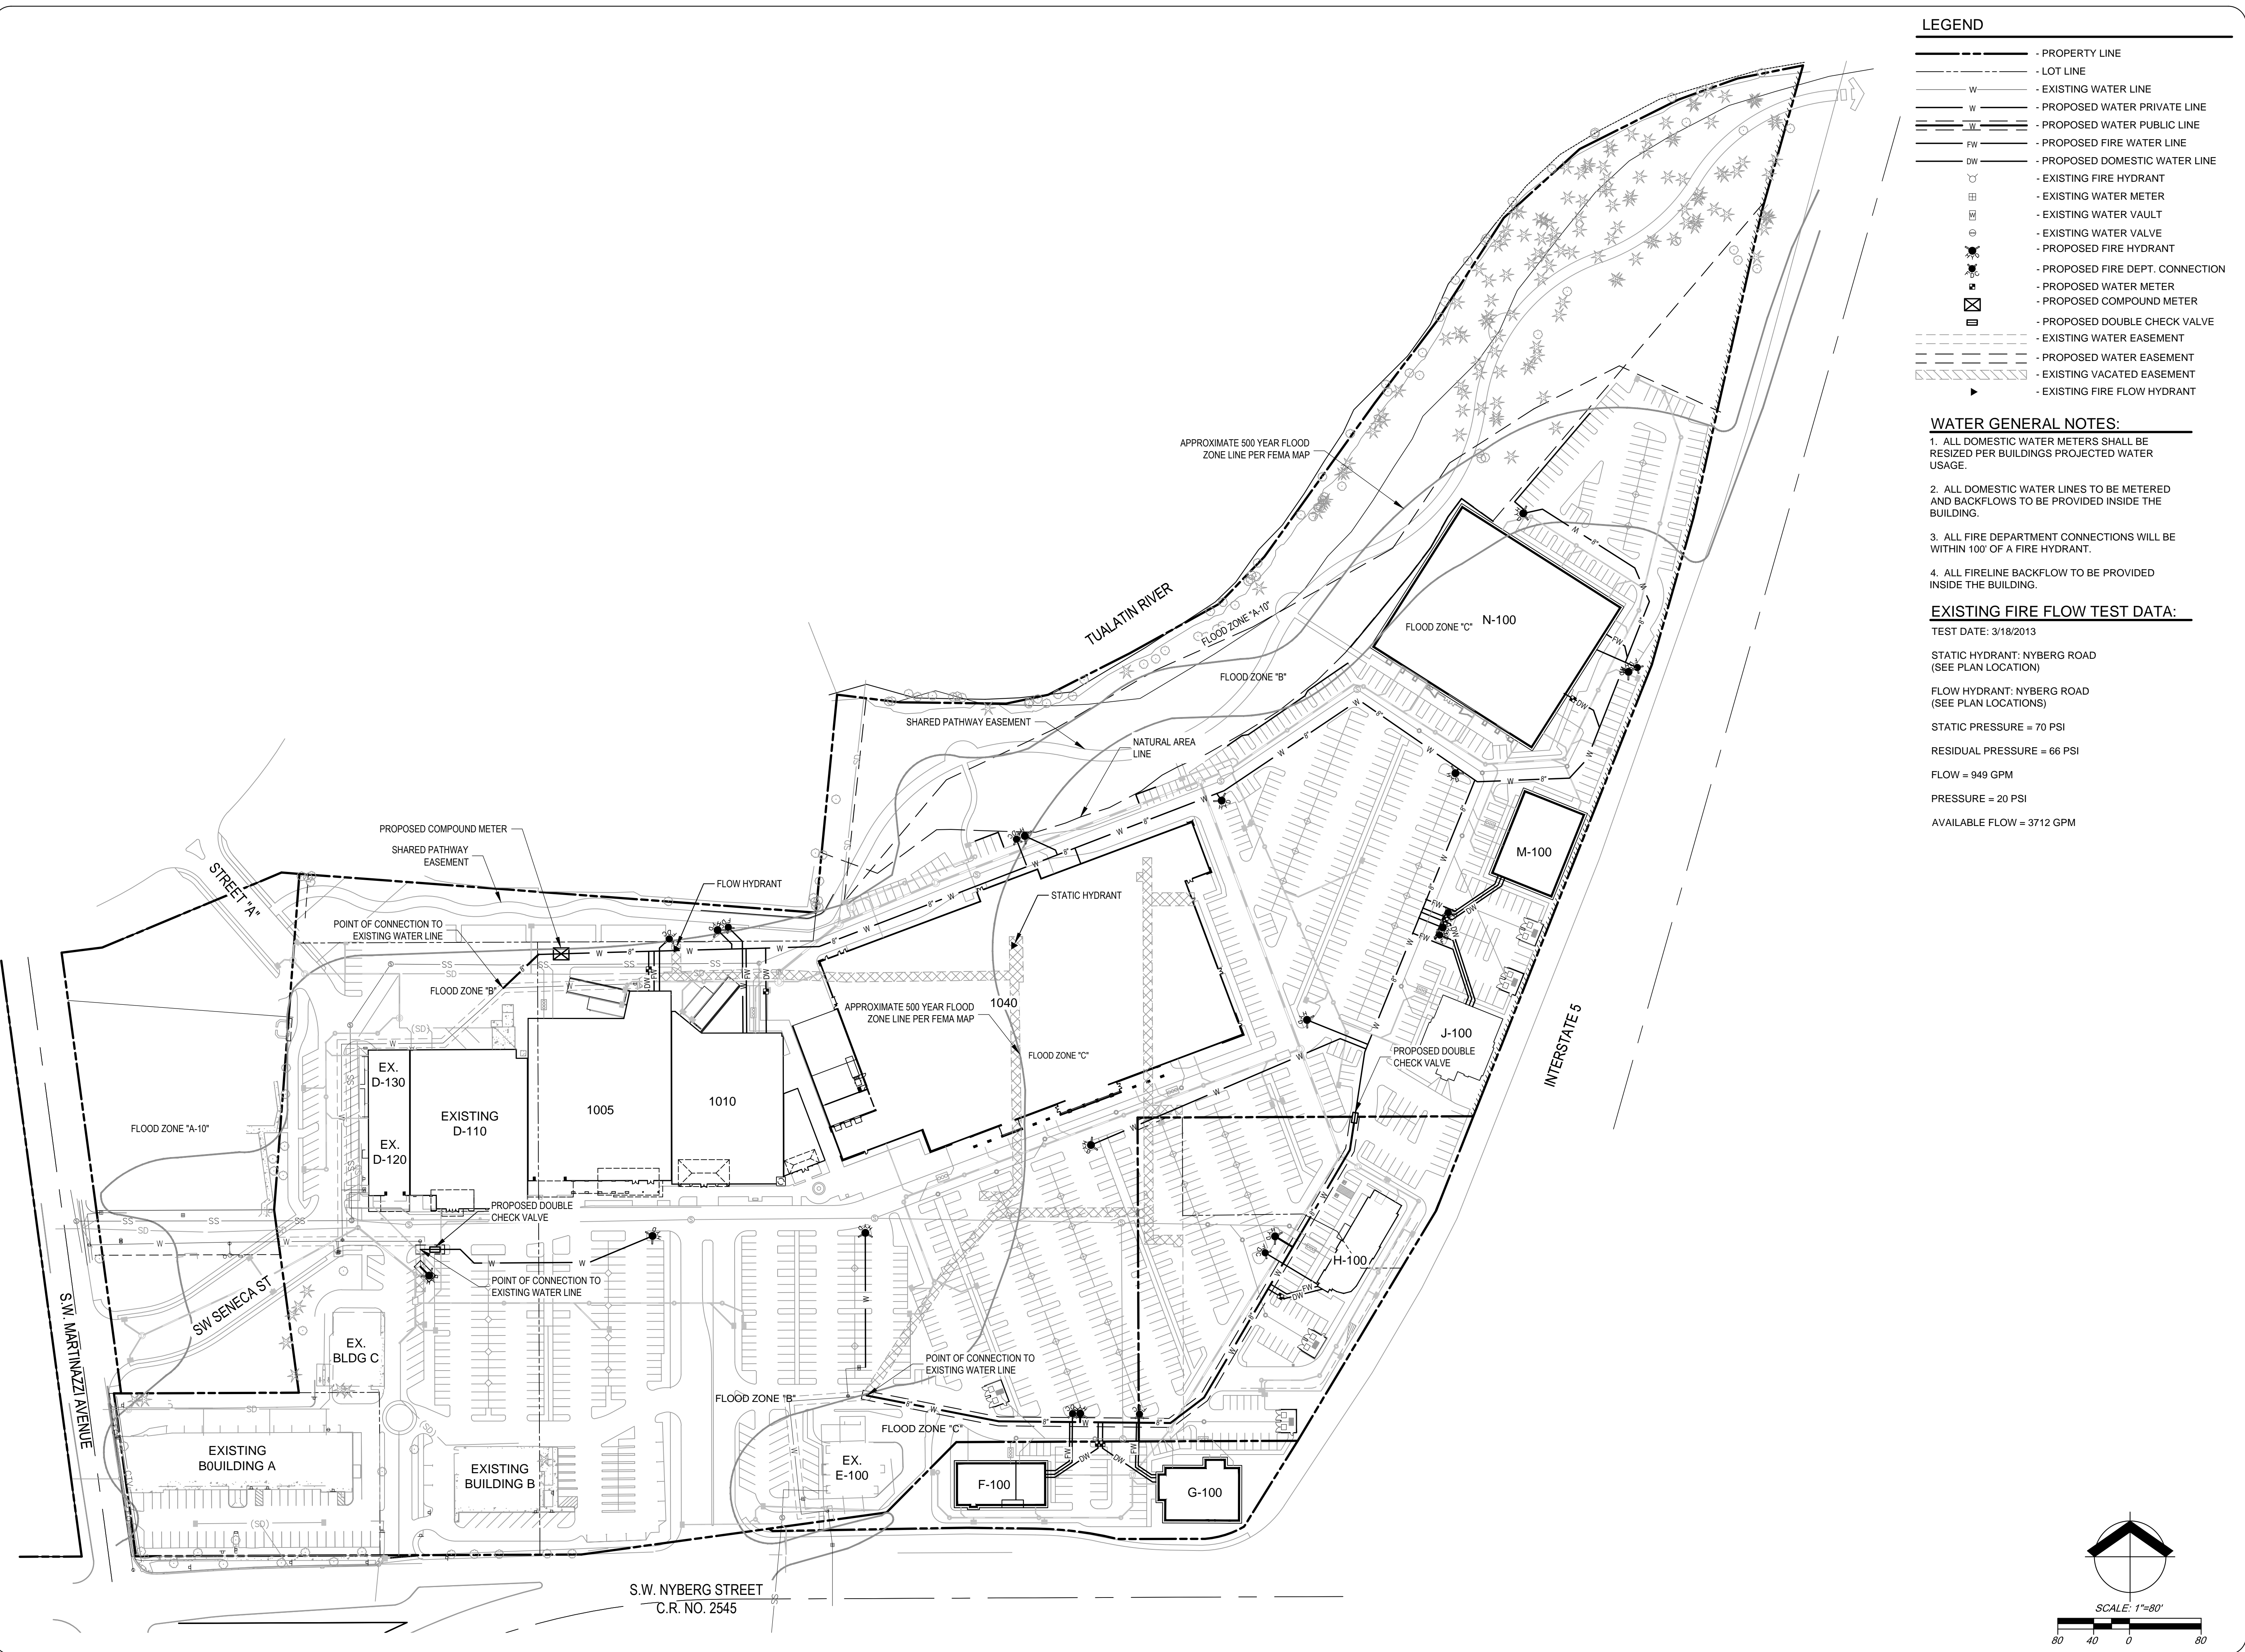 LEGEND
- PROPERTY LINE
- LOT LINE
W - EXISTING WATER LINE
W - PROPOSED WATER PRIVATE LINE
W - PROPOSED WATER PUBLIC LINE
FW - PROPOSED FIRE WATER LINE
DW - PROPOSED DOMESTIC WATER LINE
- EXISTING FIRE HYDRANT
- EXISTING WATER METER
W - EXISTING WATER VAULT
- EXISTING WATER VALVE
- PROPOSED FIRE HYDRANT
- PROPOSED FIRE DEPT. CONNECTION
- PROPOSED WATER METER
- PROPOSED COMPOUND METER
- PROPOSED DOUBLE CHECK VALVE
- EXISTING WATER EASEMENT
- PROPOSED WATER EASEMENT
- EXISTING VACATED EASEMENT
- EXISTING FIRE FLOW HYDRANT
WATER GENERAL NOTES:
1. ALL DOMESTIC WATER METERS SHALL BE
RESIZED PER BUILDINGS PROJECTED WATER
USAGE.
2. ALL DOMESTIC WATER LINES TO BE METERED
AND BACKFLOWS TO BE PROVIDED INSIDE THE
BUILDING.
3. ALL FIRE DEPARTMENT CONNECTIONS WILL BE
WITHIN 100' OF A FIRE HYDRANT.
4. ALL FIRELINE BACKFLOW TO BE PROVIDED
INSIDE THE BUILDING.
EXISTING FIRE FLOW TEST DATA:
TEST DATE: 3/18/2013
STATIC HYDRANT: NYBERG ROAD
(SEE PLAN LOCATION)
FLOW HYDRANT: NYBERG ROAD
(SEE PLAN LOCATIONS)
STATIC PRESSURE = 70 PSI
RESIDUAL PRESSURE = 66 PSI
FLOW = 949 GPM
PRESSURE = 20 PSI
AVAILABLE FLOW = 3712 GPM
APPROXIMATE 500 YEAR FLOOD
ZONE LINE PER FEMA MAP
TUALATIN RIVER
FLOOD ZONE "A-10"
FLOOD ZONE "C"
N-100
FLOOD ZONE "B"
SHARED PATHWAY EASEMENT
NATURAL AREA
LINE
PROPOSED COMPOUND METER
SHARED PATHWAY
EASEMENT
STREET "A"
FLOW HYDRANT
STATIC HYDRANT
M-100
POINT OF CONNECTION TO
EXISTING WATER LINE
FLOOD ZONE "B"
APPROXIMATE 500 YEAR FLOOD
ZONE LINE PER FEMA MAP
1040
FLOOD ZONE "C"
J-100
PROPOSED DOUBLE
CHECK VALVE
INTERSTATE 5
EX.
D-130
EX.
D-120
EXISTING
D-110
1005
1010
FLOOD ZONE "A-10"
PROPOSED DOUBLE
CHECK VALVE
POINT OF CONNECTION TO
EXISTING WATER LINE
H-100
SW SENECA ST
S.W. MARTINAZZI AVENUE
EX.
BLDG C
POINT OF CONNECTION TO
EXISTING WATER LINE
FLOOD ZONE "B"
FLOOD ZONE "C"
EXISTING
B0UILDING A
EXISTING
BUILDING B
EX.
E-100
F-100
G-100
S.W. NYBERG STREET
C.R. NO. 2545
SCALE: 1"=80'
80 40 0 80